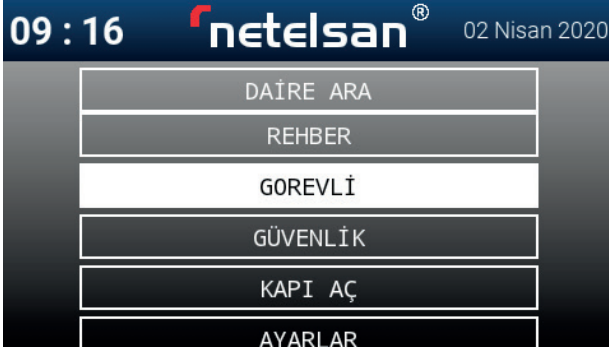 09 : 16 netelsan® 02 Nisan 2020
DAİRE ARA
REHBER
GOREVLİ
GÜVENLİK
KAPI AÇ
AYARLAR